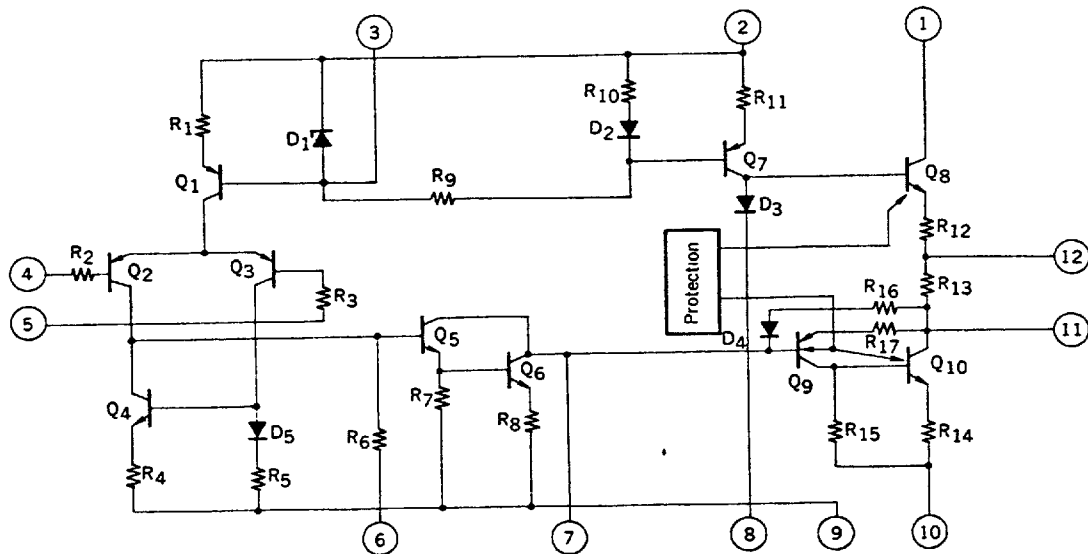 3
2
1
R10
R11
R1
D1
D2
Q7
Q1
R9
Q8
D3
R12
R2
4
Q2
Q3
12
Protection
R16
R13
R3
5
D4
R17
11
Q5
Q6
Q9
Q10
Q4
R7
R8
D5
R6
R15
R14
R4
R5
6
7
8
9
10